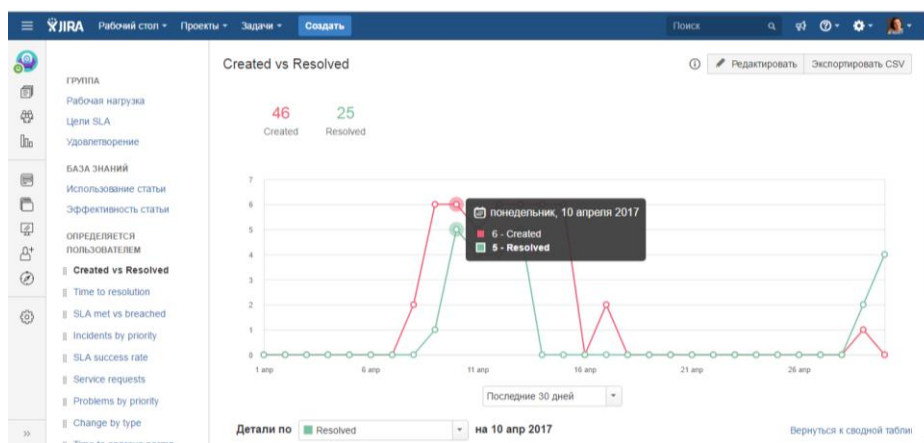 JIRA Рабочий стол Проекты Задачи Создать Поиск
Created vs Resolved
Редактировать Экспортировать CSV
ГРУППА
Рабочая нагрузка
Цели SLA
Удовлетворение
БАЗА ЗНАНИЙ
Использование статьи
Эффективность статьи
ОПРЕДЕЛЯЕТСЯ
ПОЛЬЗОВАТЕЛЕМ
Created vs Resolved
Time to resolution
SLA met vs breached
Incidents by priority
SLA success rate
Service requests
Problems by priority
Change by type
46 25
Created Resolved
7
6
5
4
3
2
1
0
понедельник, 10 апреля 2017
6 - Created
5 - Resolved
1 апр 6 апр 11 апр 16 апр 21 апр 26 апр
Последние 30 дней
Детали по Resolved на 10 апр 2017
Вернуться к сводной